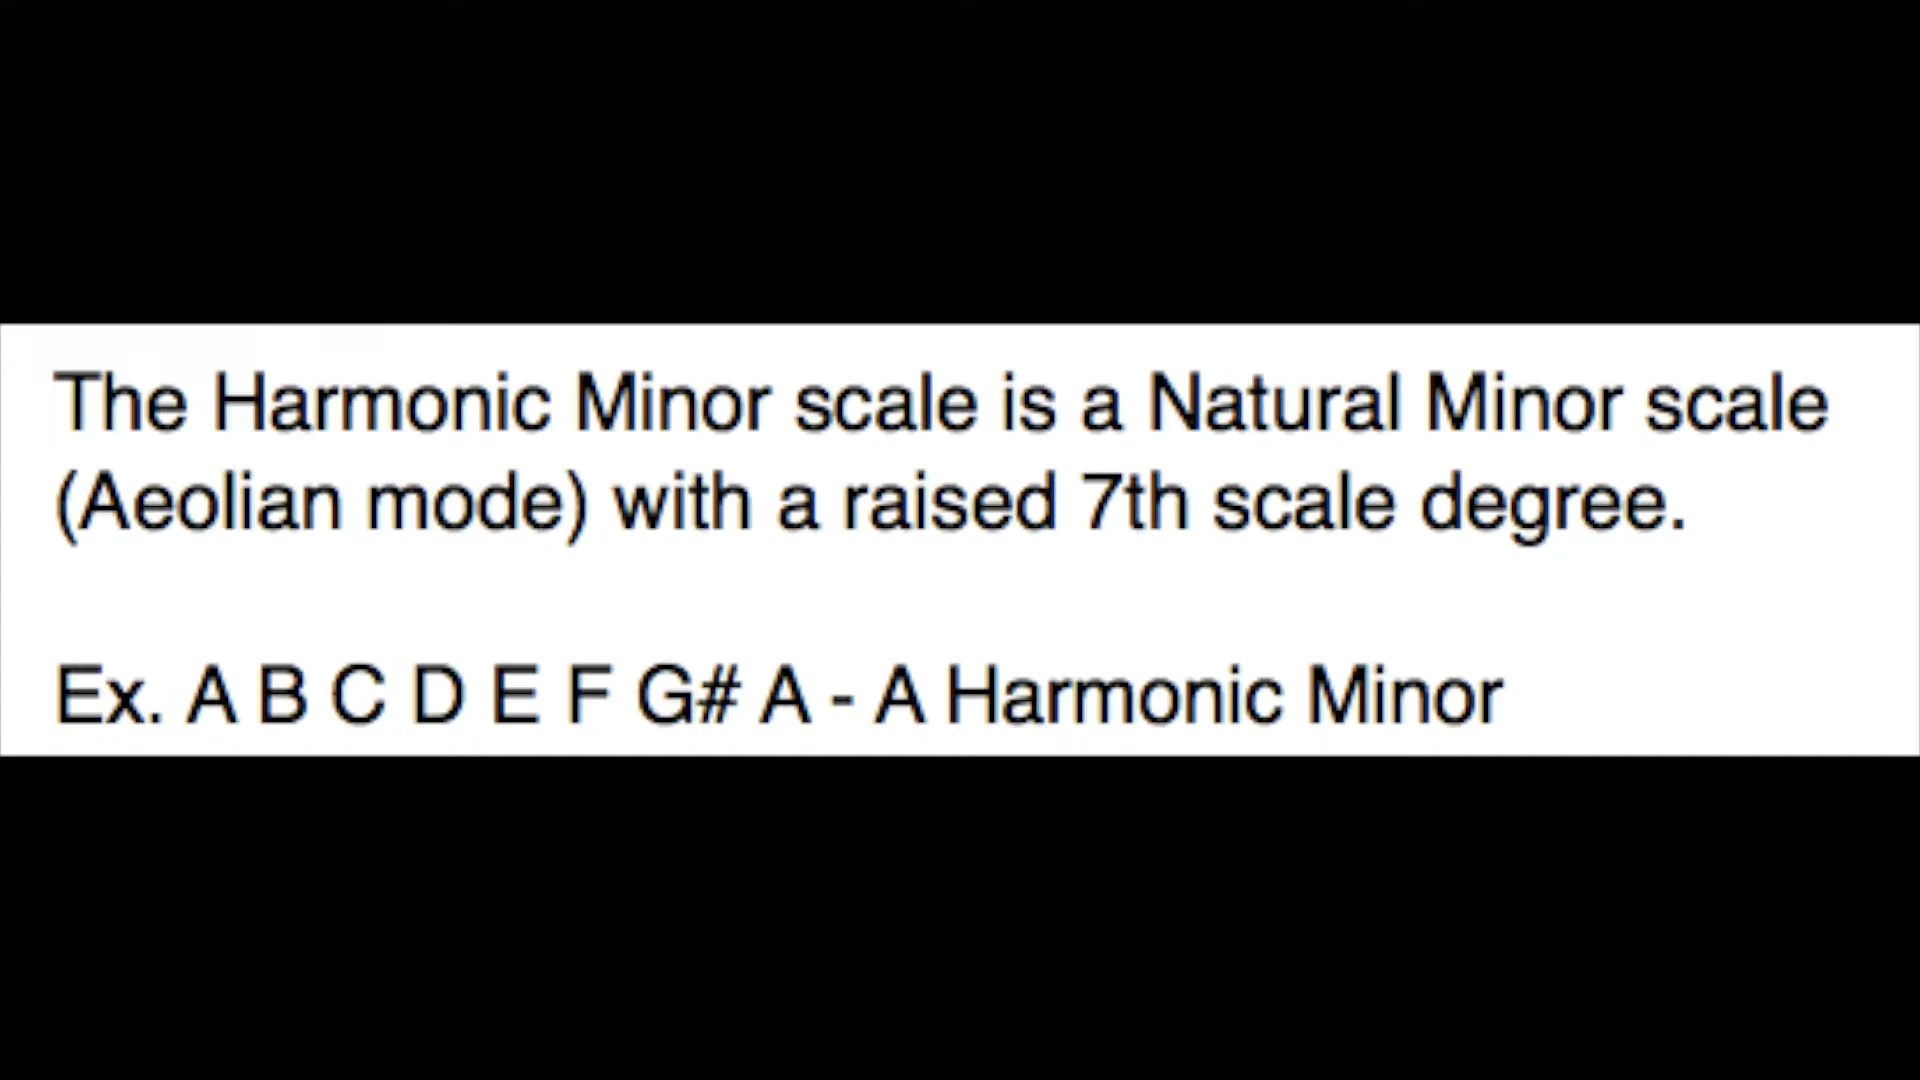 The Harmonic Minor scale is a Natural Minor scale
(Aeolian mode) with a raised 7th scale degree.
Ex. A B C D E F G# A - A Harmonic Minor